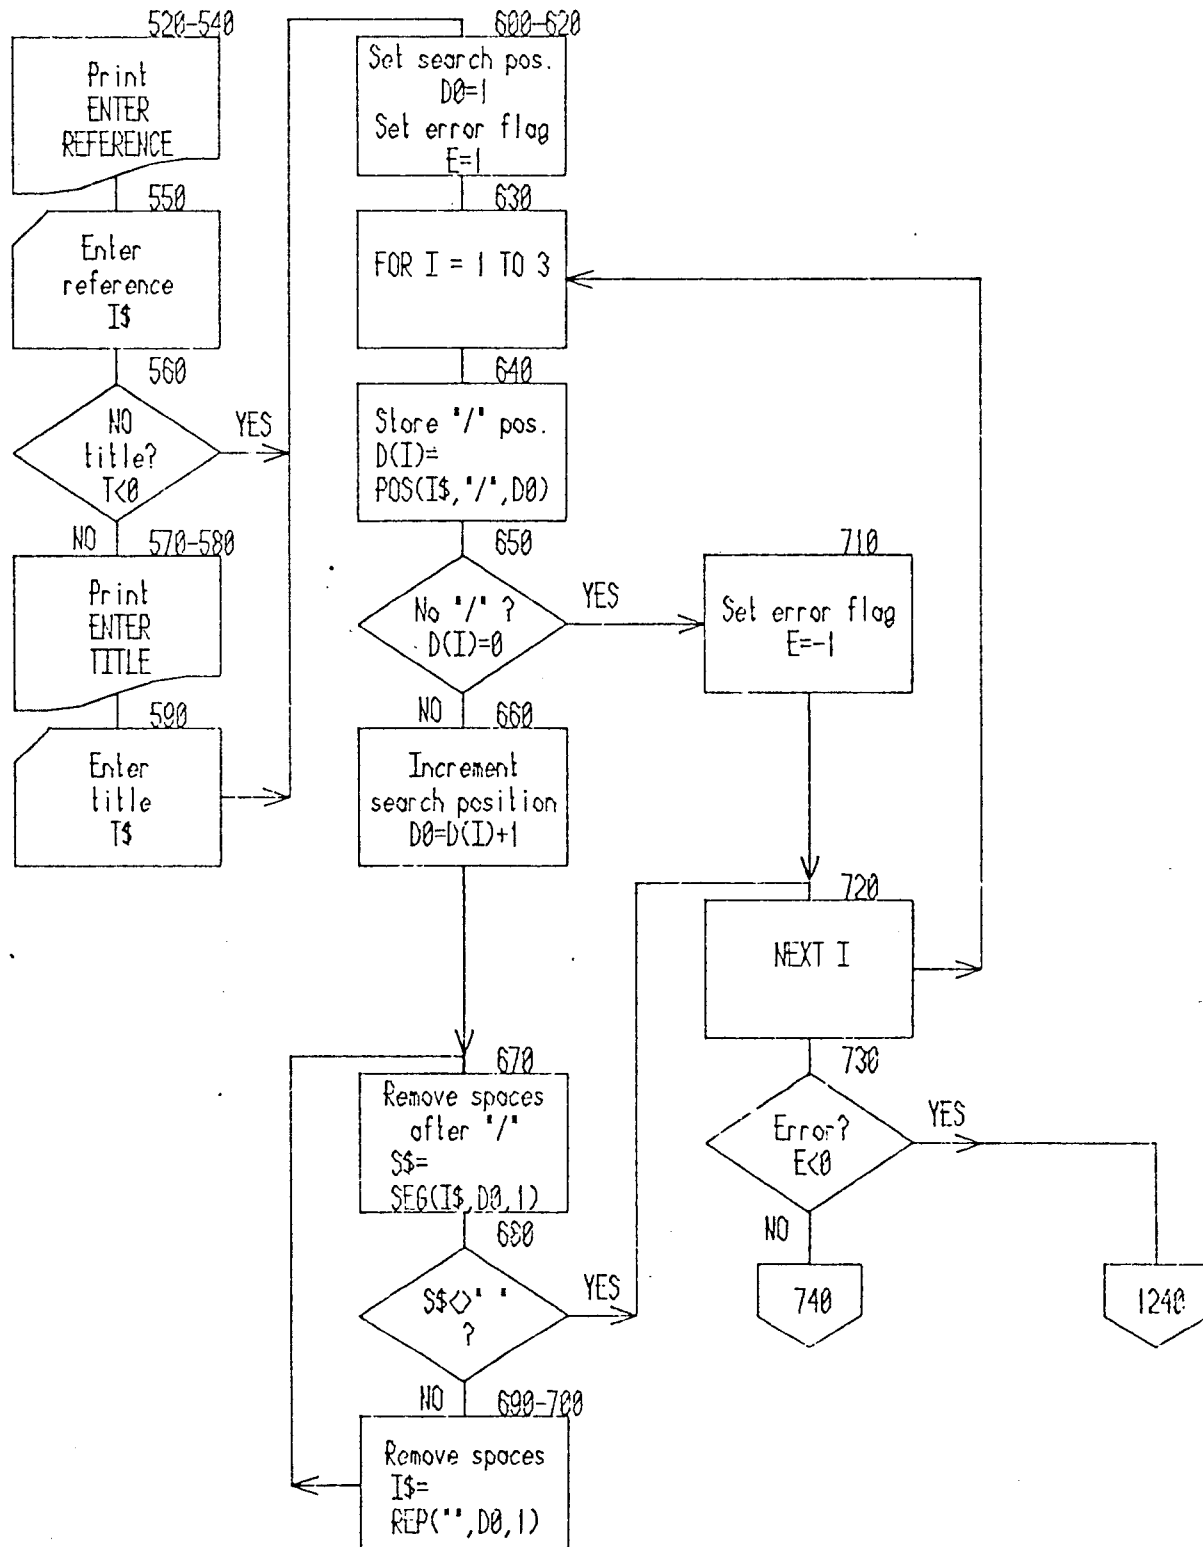 520-540
Print
ENTER
REFERENCE
550
Enter
reference
I$
560
NO
title?
T<0
YES
NO
570-580
Print
ENTER
TITLE
590
Enter
title
T$
600-620
Set search pos.
D0=1
Set error flag
E=1
630
FOR I = 1 TO 3
640
Store "/" pos.
D(I)=
POS(I$,"/",D0)
650
No "/" ?
D(I)=0
YES
NO
660
Increment
search position
D0=D(I)+1
670
Remove spaces
after "/"
S$=
SEG(I$,D0,1)
680
S$<>" "
?
YES
NO
690-700
Remove spaces
I$=
REP("",D0,1)
710
Set error flag
E=-1
720
NEXT I
730
Error?
E<0
YES
NO
740
1240